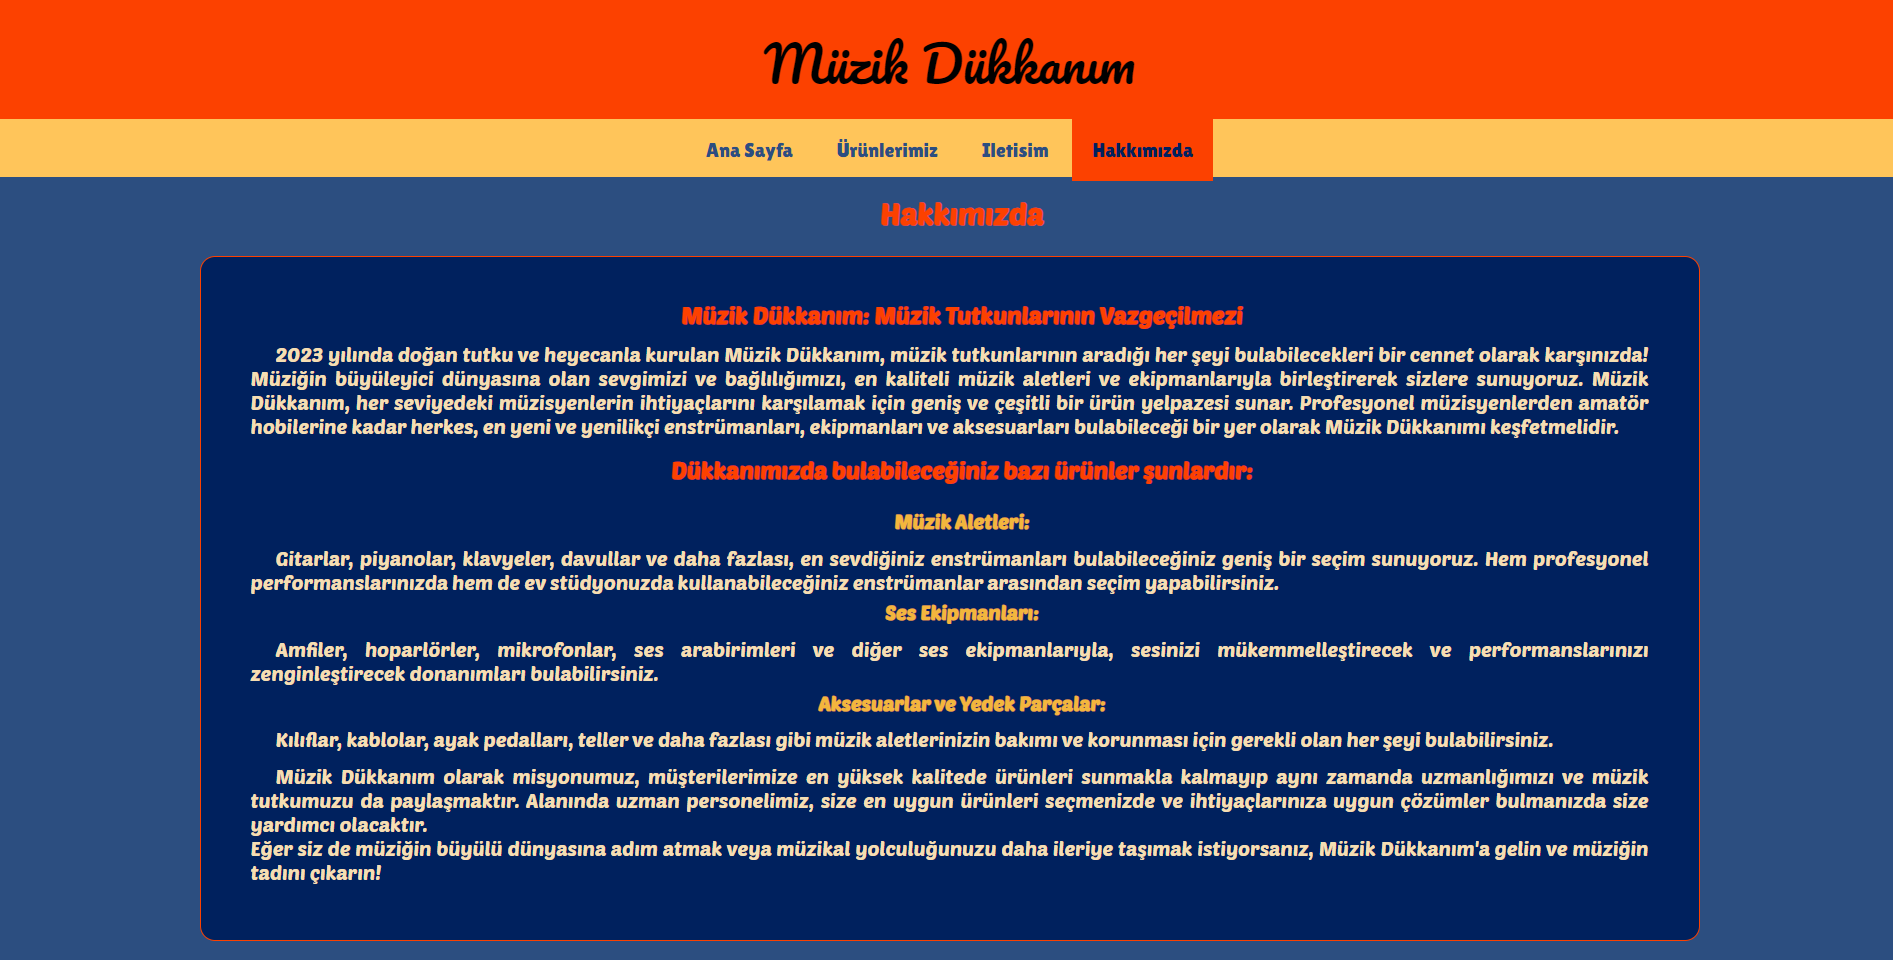 Müzik Dükkanım
Ana Sayfa Ürünlerimiz Iletisim Hakkımızda
Hakkımızda
Müzik Dükkanım: Müzik Tutkunlarının Vazgeçilmezi
2023 yılında doğan tutku ve heyecanla kurulan Müzik Dükkanım, müzik tutkunlarının aradığı her şeyi bulabilecekleri bir cennet olarak karşınızda!
Müziğin büyüleyici dünyasına olan sevgimizi ve bağlılığımızı, en kaliteli müzik aletleri ve ekipmanlarıyla birleştirerek sizlere sunuyoruz. Müzik
Dükkanım, her seviyedeki müzisyenlerin ihtiyaçlarını karşılamak için geniş ve çeşitli bir ürün yelpazesi sunar. Profesyonel müzisyenlerden amatör
hobilerine kadar herkes, en yeni ve yenilikçi enstrümanları, ekipmanları ve aksesuarları bulabileceği bir yer olarak Müzik Dükkanımı keşfetmelidir.
Dükkanımızda bulabileceğiniz bazı ürünler şunlardır:
Müzik Aletleri:
Gitarlar, piyanolar, klavyeler, davullar ve daha fazlası, en sevdiğiniz enstrümanları bulabileceğiniz geniş bir seçim sunuyoruz. Hem profesyonel
performanslarınızda hem de ev stüdyonuzda kullanabileceğiniz enstrümanlar arasından seçim yapabilirsiniz.
Ses Ekipmanları:
Amfiler, hoparlörler, mikrofonlar, ses arabirimleri ve diğer ses ekipmanlarıyla, sesinizi mükemmelleştirecek ve performanslarınızı
zenginleştirecek donanımları bulabilirsiniz.
Aksesuarlar ve Yedek Parçalar:
Kılıflar, kablolar, ayak pedalları, teller ve daha fazlası gibi müzik aletlerinizin bakımı ve korunması için gerekli olan her şeyi bulabilirsiniz.
Müzik Dükkanım olarak misyonumuz, müşterilerimize en yüksek kalitede ürünleri sunmakla kalmayıp aynı zamanda uzmanlığımızı ve müzik
tutkumuzu da paylaşmaktır. Alanında uzman personelimiz, size en uygun ürünleri seçmenizde ve ihtiyaçlarınıza uygun çözümler bulmanızda size
yardımcı olacaktır.
Eğer siz de müziğin büyülü dünyasına adım atmak veya müzikal yolculuğunuzu daha ileriye taşımak istiyorsanız, Müzik Dükkanım'a gelin ve müziğin
tadını çıkarın!